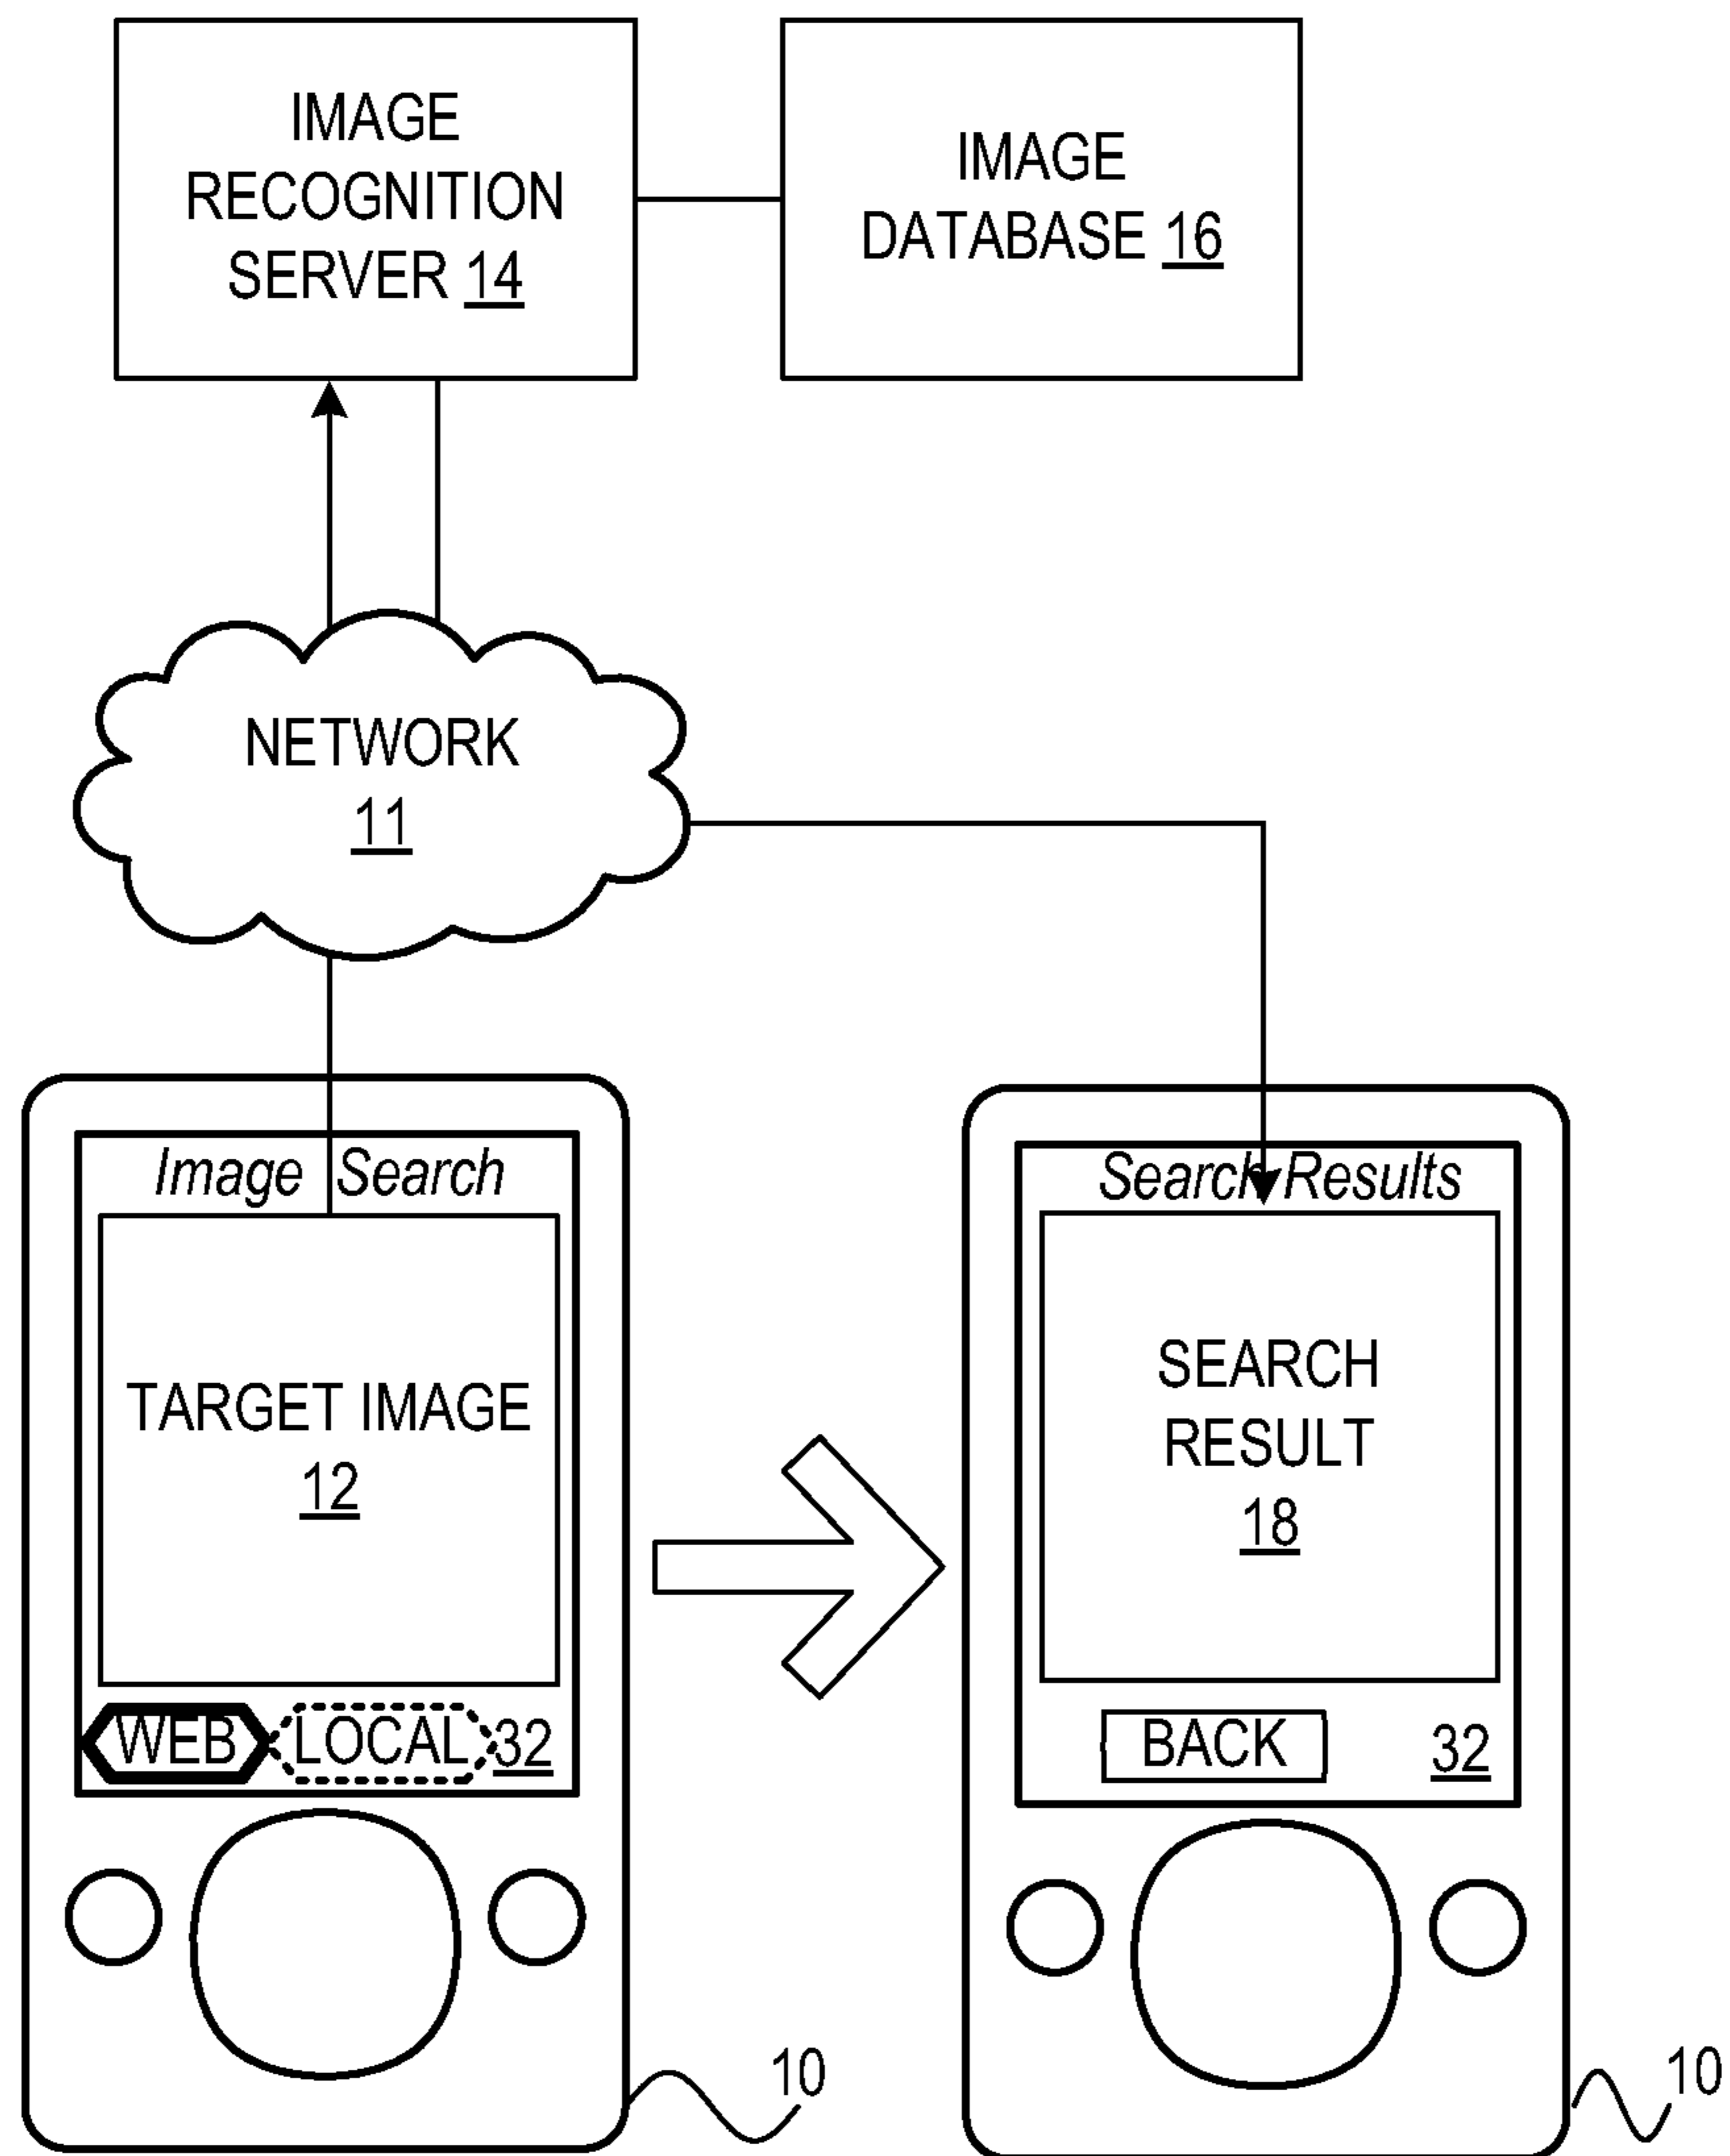 IMAGE
RECOGNITION
SERVER 14
IMAGE
DATABASE 16
NETWORK
11
Image Search
TARGET IMAGE
12
WEB LOCAL 32
10
Search Results
SEARCH
RESULT
18
BACK 32
10